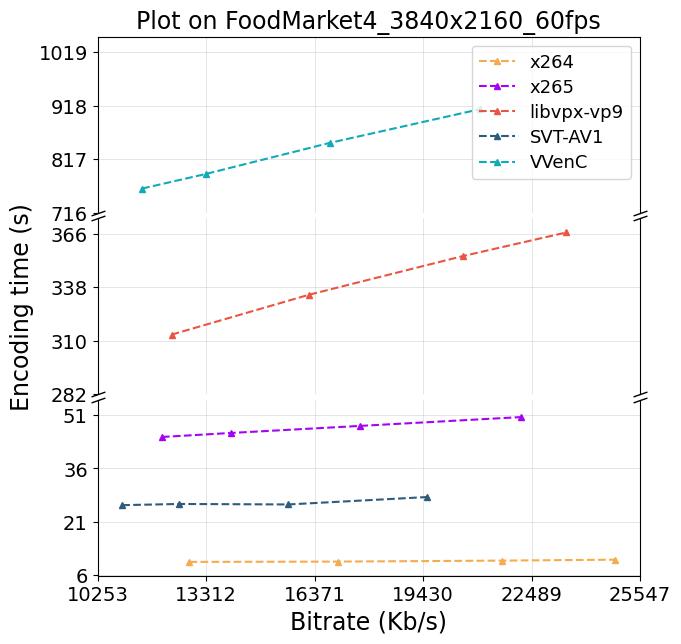 Plot on FoodMarket4_3840x2160_60fps
1019
918
817
716
366
338
310
282
51
36
21
6
Encoding time (s)
x264
x265
libvpx-vp9
SVT-AV1
VVenC
10253 13312 16371 19430 22489 25547
Bitrate (Kb/s)